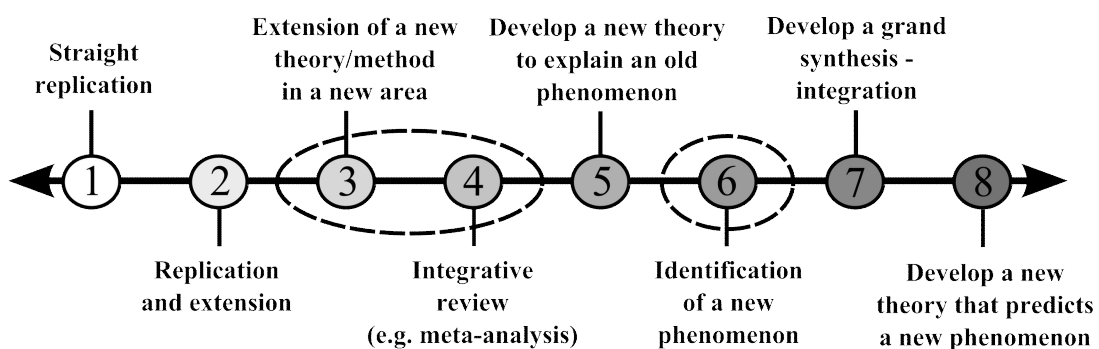 Straight
replication
Extension of a new
theory/method
in a new area
Develop a new theory
to explain an old
phenomenon
Develop a grand
synthesis -
integration
1
2
3
4
5
6
7
8
Replication
and extension
Integrative
review
(e.g. meta-analysis)
Identification
of a new
phenomenon
Develop a new
theory that predicts
a new phenomenon